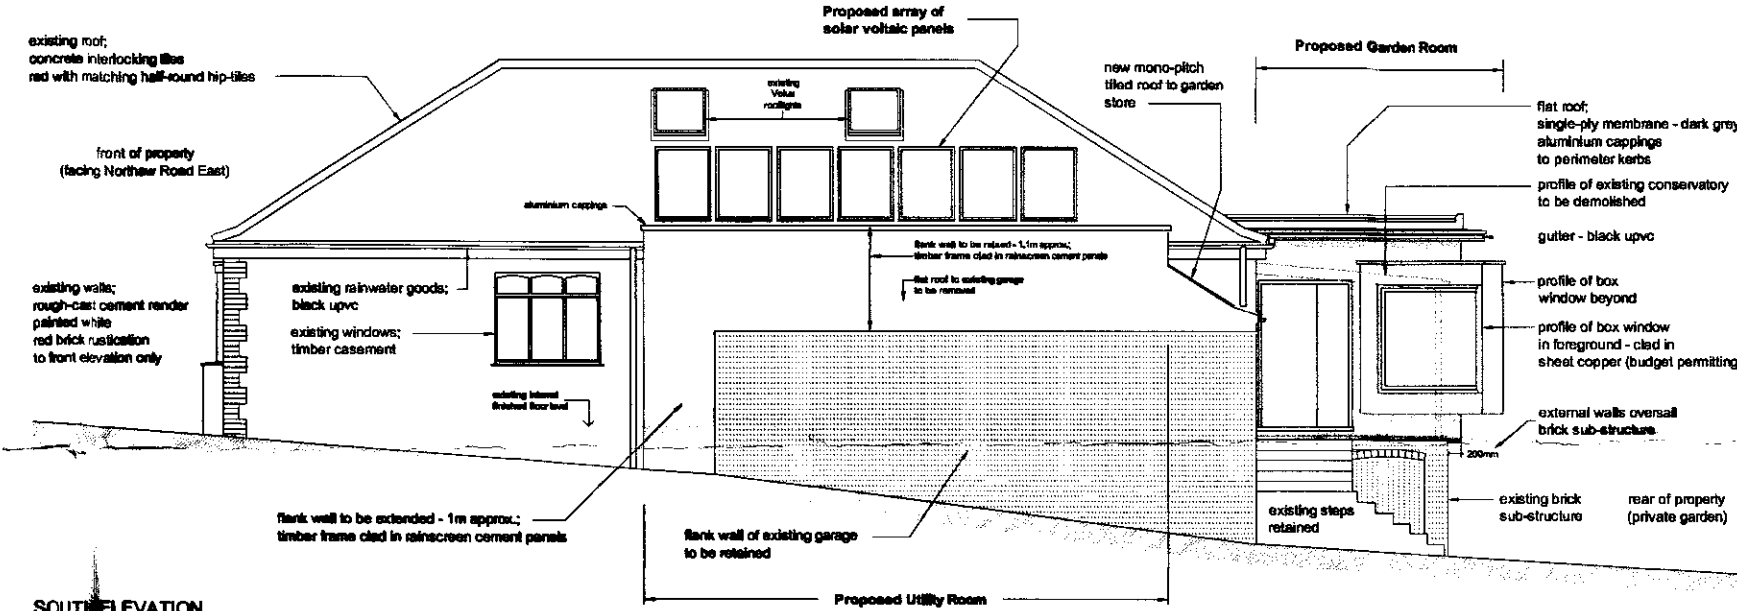 Proposed array of
solar voltaic panels
existing roof;
concrete interlocking tiles
red with matching half-round hip-tiles
Proposed Garden Room
new mono-pitch
tiled roof to garden
store
existing
Velux
rooflights
flat roof;
single-ply membrane - dark grey
aluminium cappings
to perimeter kerbs
front of property
(facing Northaw Road East)
profile of existing conservatory
to be demolished
aluminium cappings
gutter - black upvc
flank wall to be raised - 1.1m approx.;
timber frame clad in rainscreen cement panels
flat roof to existing garage
to be removed
existing walls;
rough-cast cement render
painted white
red brick rustication
to front elevation only
existing rainwater goods;
black upvc
existing windows;
timber casement
profile of box
window beyond
profile of box window
in foreground - clad in
sheet copper (budget permitting
existing internal
finished floor level
external walls oversail
brick sub-structure
200mm
flank wall to be extended - 1m approx.;
timber frame clad in rainscreen cement panels
flank wall of existing garage
to be retained
existing steps
retained
existing brick
sub-structure
rear of property
(private garden)
Proposed Utility Room
SOUTH ELEVATION